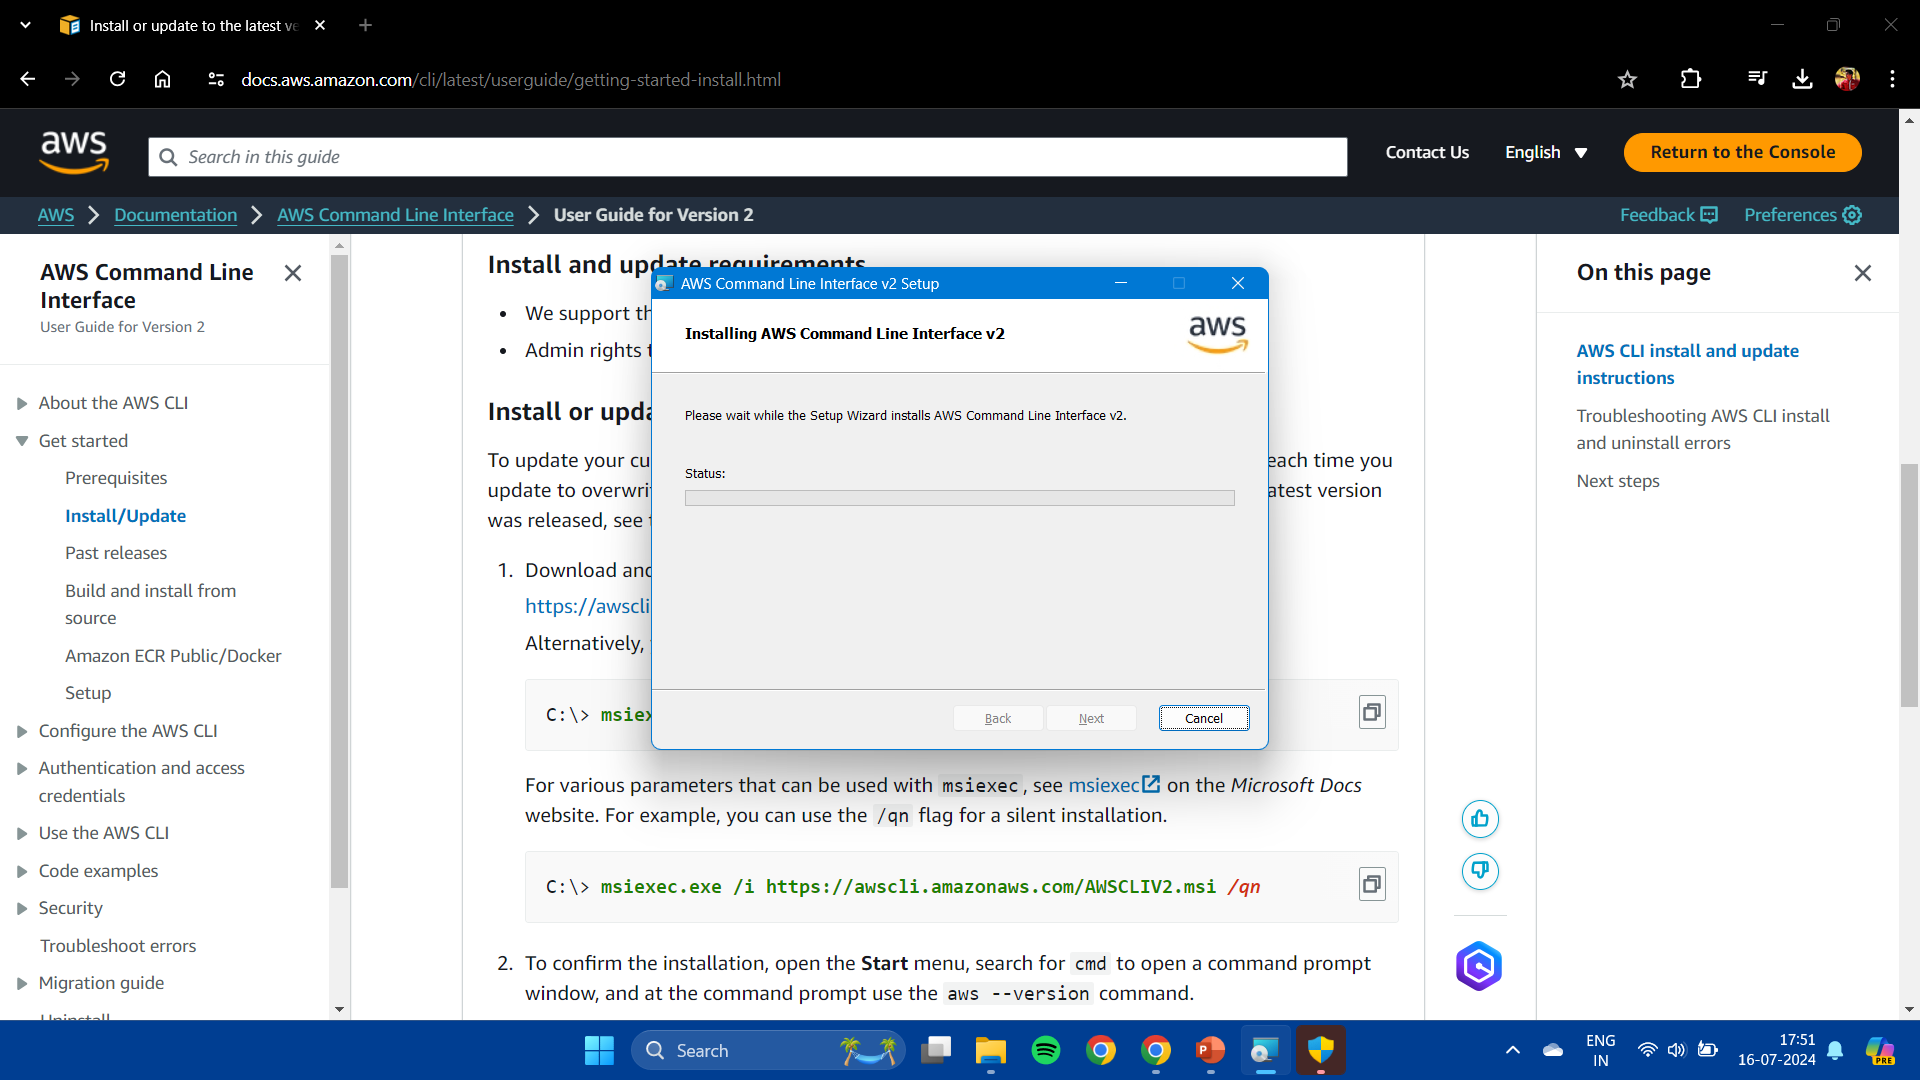 Install or update to the latest ve
docs.aws.amazon.com/cli/latest/userguide/getting-started-install.html
aws
Search in this guide
Contact Us
English
Return to the Console
AWS
Documentation
AWS Command Line Interface
User Guide for Version 2
Feedback
Preferences
AWS Command Line
Interface
User Guide for Version 2
About the AWS CLI
Get started
Prerequisites
Install/Update
Past releases
Build and install from
source
Amazon ECR Public/Docker
Setup
Configure the AWS CLI
Authentication and access
credentials
Use the AWS CLI
Code examples
Security
Troubleshoot errors
Migration guide
Uninstall
Install and update requirements
We support th
Admin rights t
Install or upda
To update your cu each time you
update to overwri atest version
was released, see t
1. Download and
https://awscli
Alternatively,
C:\> msiex
For various parameters that can be used with msiexec, see msiexec on the Microsoft Docs
website. For example, you can use the /qn flag for a silent installation.
C:\> msiexec.exe /i https://awscli.amazonaws.com/AWSCLIV2.msi /qn
2. To confirm the installation, open the Start menu, search for cmd to open a command prompt
window, and at the command prompt use the aws --version command.
AWS Command Line Interface v2 Setup
Installing AWS Command Line Interface v2
aws
Please wait while the Setup Wizard installs AWS Command Line Interface v2.
Status:
Back
Next
Cancel
On this page
AWS CLI install and update
instructions
Troubleshooting AWS CLI install
and uninstall errors
Next steps
Search
P
ENG
IN
17:51
16-07-2024
PRE